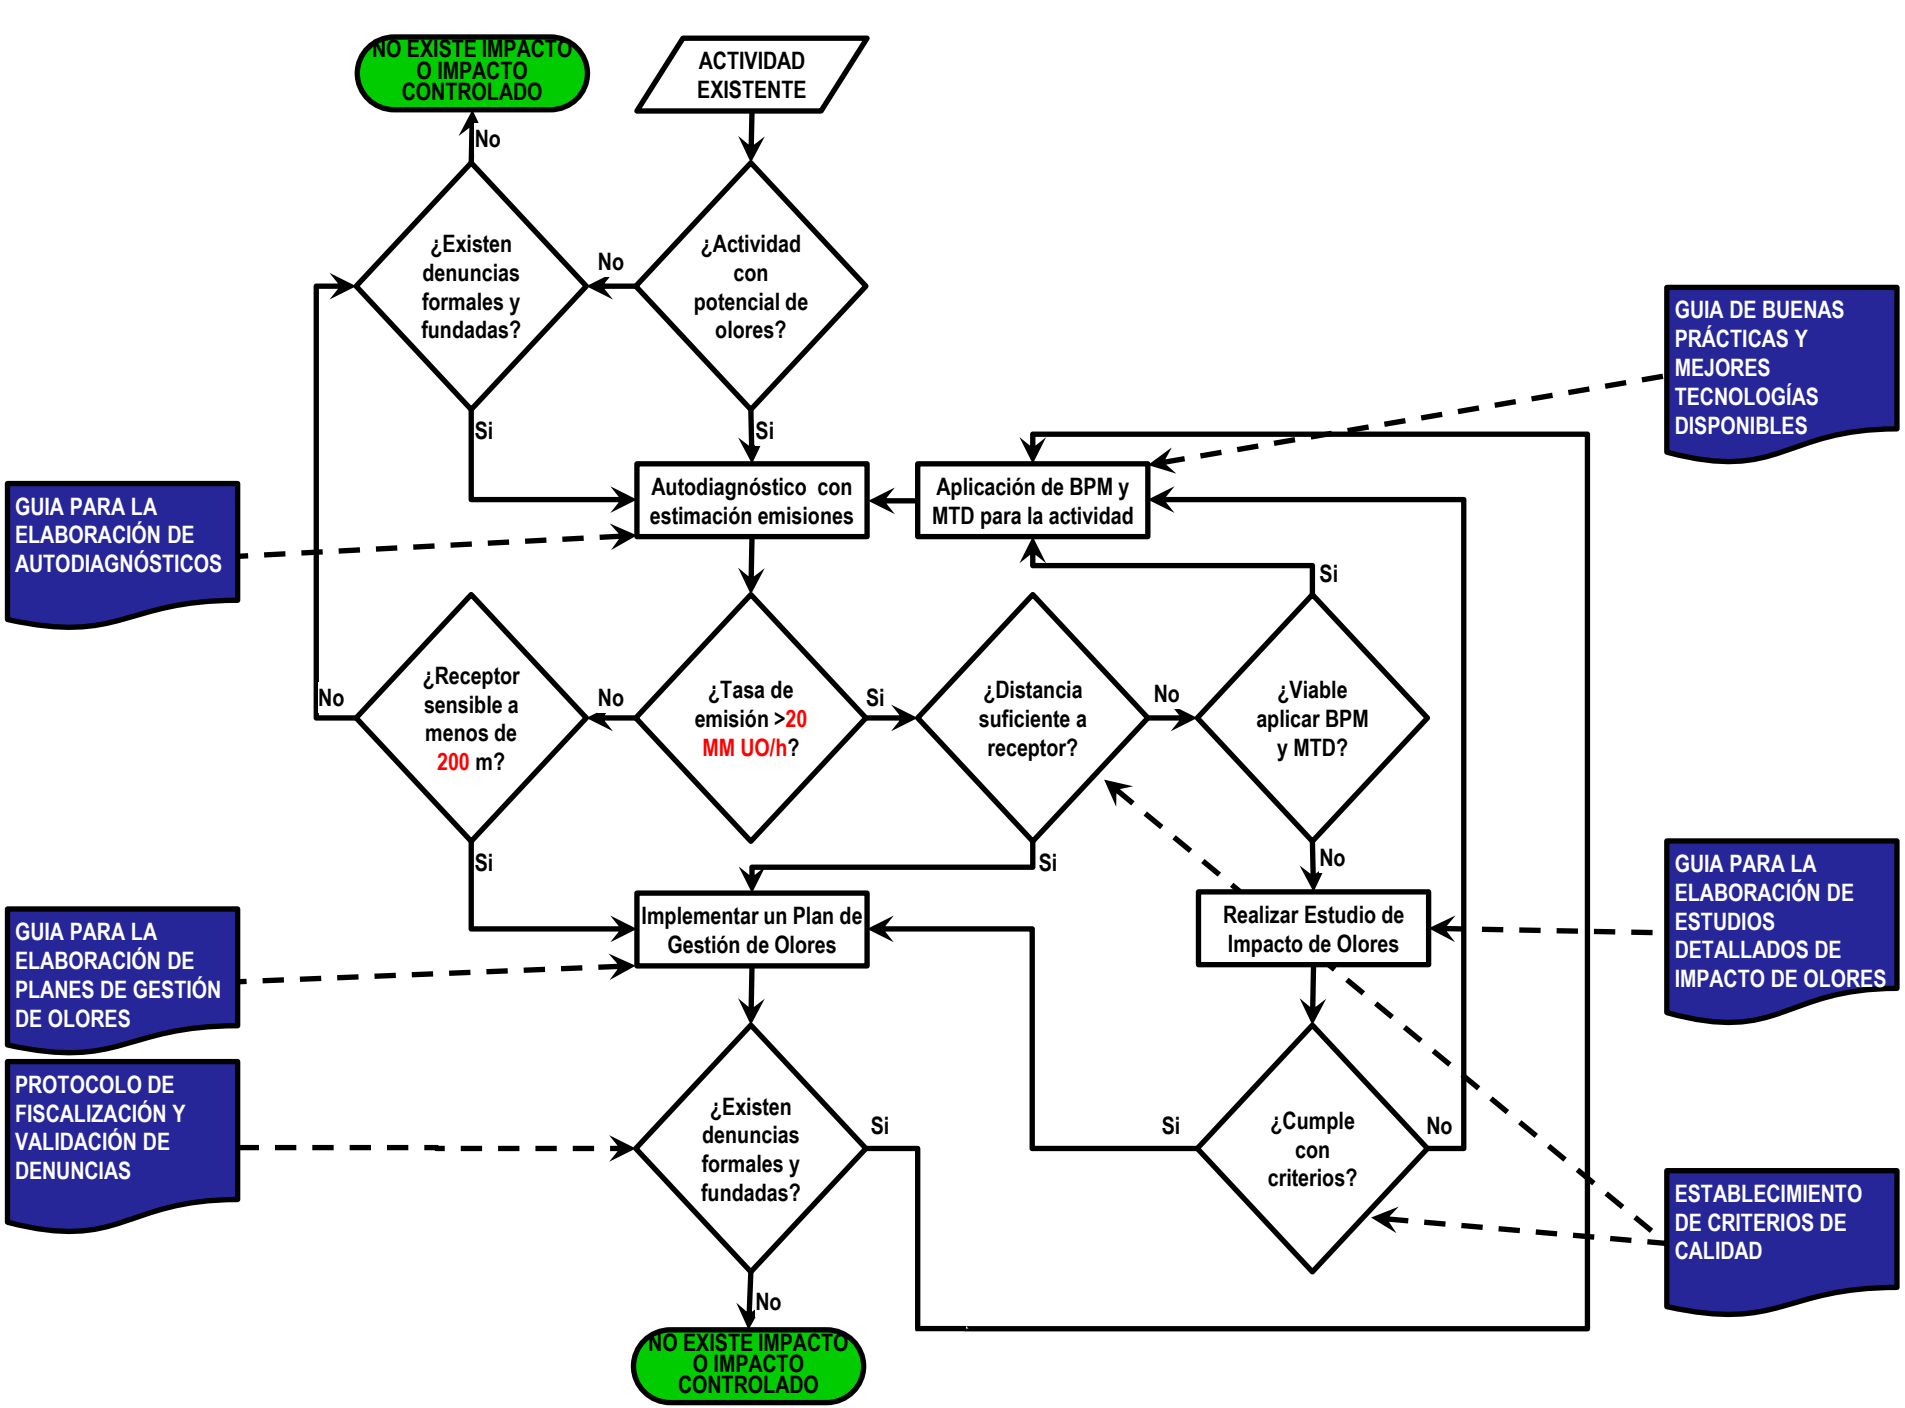 NO EXISTE IMPACTO
O IMPACTO
CONTROLADO
ACTIVIDAD
EXISTENTE
No
¿Existen
denuncias
formales y
fundadas?
No
¿Actividad
con
potencial de
olores?
GUIA DE BUENAS
PRÁCTICAS Y
MEJORES
TECNOLOGÍAS
DISPONIBLES
Si
Si
GUIA PARA LA
ELABORACIÓN DE
AUTODIAGNÓSTICOS
Autodiagnóstico con
estimación emisiones
Aplicación de BPM y
MTD para la actividad
Si
No
¿Receptor
sensible a
menos de
200 m?
No
¿Tasa de
emisión >20
MM UO/h?
Si
¿Distancia
suficiente a
receptor?
No
¿Viable
aplicar BPM
y MTD?
Si
Si
No
GUIA PARA LA
ELABORACIÓN DE
ESTUDIOS
DETALLADOS DE
IMPACTO DE OLORES
GUIA PARA LA
ELABORACIÓN DE
PLANES DE GESTIÓN
DE OLORES
Implementar un Plan de
Gestión de Olores
Realizar Estudio de
Impacto de Olores
PROTOCOLO DE
FISCALIZACIÓN Y
VALIDACIÓN DE
DENUNCIAS
¿Existen
denuncias
formales y
fundadas?
Si
Si
¿Cumple
con
criterios?
No
ESTABLECIMIENTO
DE CRITERIOS DE
CALIDAD
No
NO EXISTE IMPACTO
O IMPACTO
CONTROLADO